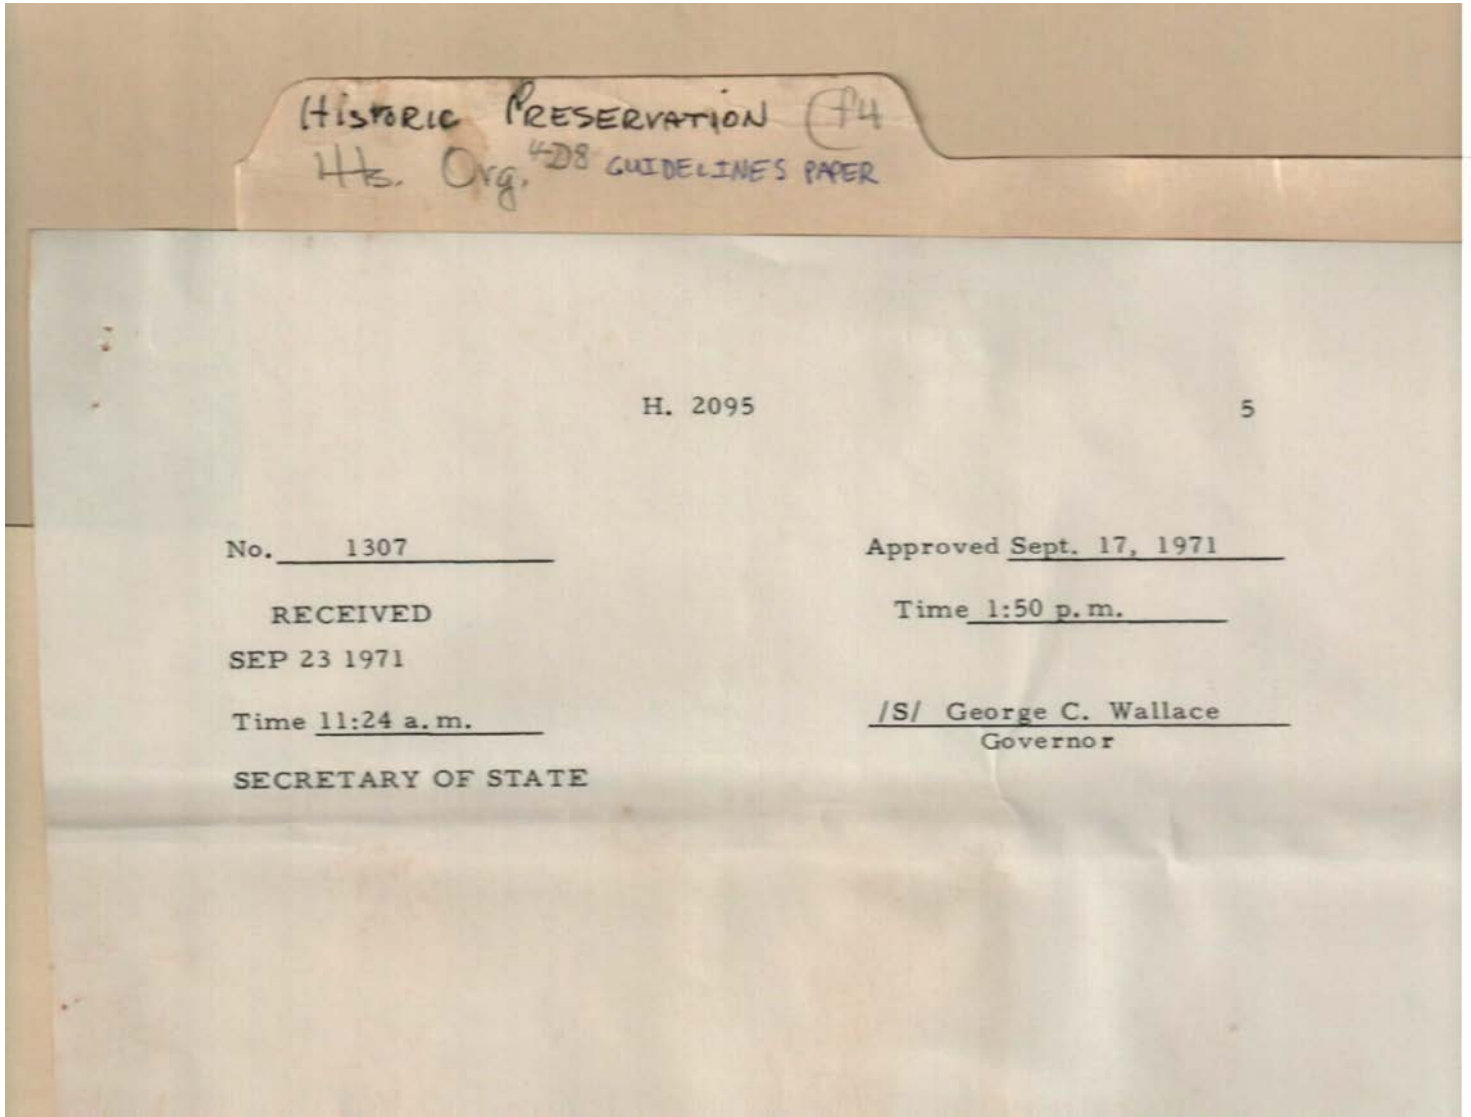 Historic PRESERVATION f4
Hs. Org. 4-D8 GUIDELINES PAPER
H. 2095 5
No. 1307 Approved Sept. 17, 1971
RECEIVED Time 1:50 p.m.
SEP 23 1971
Time 11:24 a.m. /S/ George C. Wallace
Governor
SECRETARY OF STATE